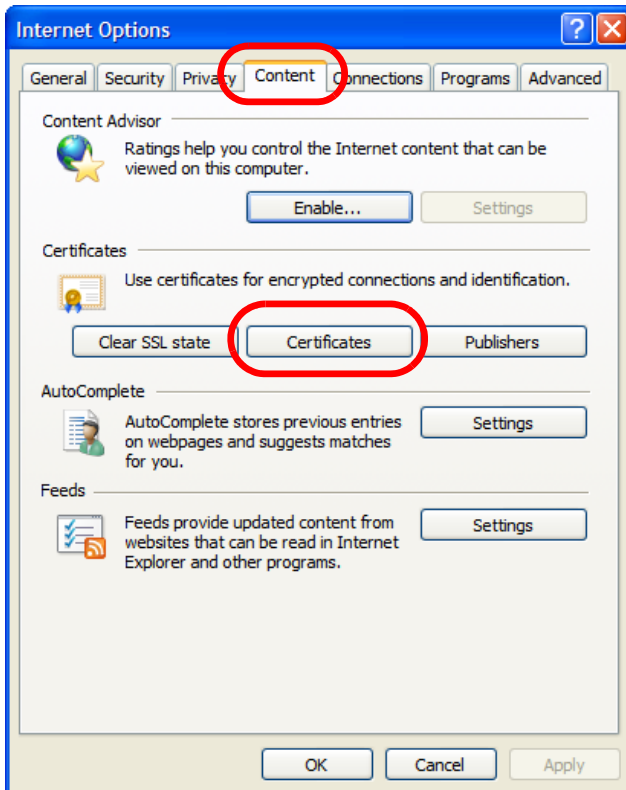 Internet Options
General Security Privacy Content Connections Programs Advanced
Content Advisor
Ratings help you control the Internet content that can be
viewed on this computer.
Enable... Settings
Certificates
Use certificates for encrypted connections and identification.
Clear SSL state Certificates Publishers
AutoComplete
AutoComplete stores previous entries
on webpages and suggests matches
for you.
Settings
Feeds
Feeds provide updated content from
websites that can be read in Internet
Explorer and other programs.
Settings
OK Cancel Apply